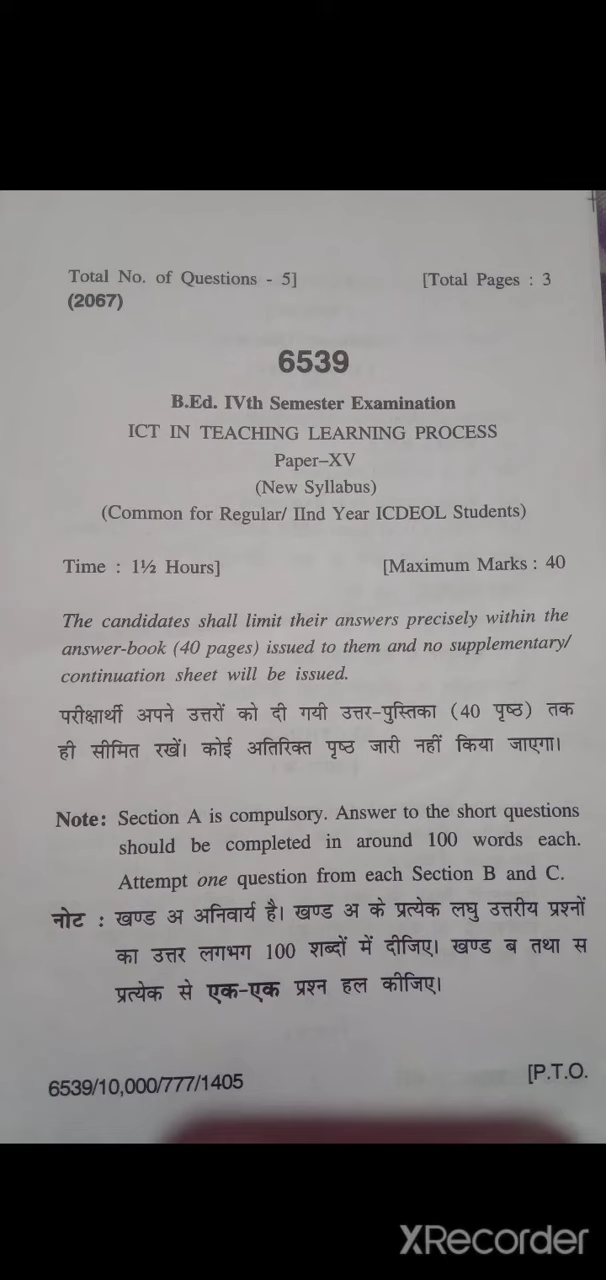 Total No. of Questions - 5] [Total Pages : 3
(2067)
6539
B.Ed. IVth Semester Examination
ICT IN TEACHING LEARNING PROCESS
Paper–XV
(New Syllabus)
(Common for Regular/ IInd Year ICDEOL Students)
Time : 1½ Hours] [Maximum Marks : 40
The candidates shall limit their answers precisely within the
answer-book (40 pages) issued to them and no supplementary/
continuation sheet will be issued.
परीक्षार्थी अपने उत्तरों को दी गयी उत्तर-पुस्तिका (40 पृष्ठ) तक
ही सीमित रखें। कोई अतिरिक्त पृष्ठ जारी नहीं किया जाएगा।
Note: Section A is compulsory. Answer to the short questions
should be completed in around 100 words each.
Attempt one question from each Section B and C.
नोट : खण्ड अ अनिवार्य है। खण्ड अ के प्रत्येक लघु उत्तरीय प्रश्नों
का उत्तर लगभग 100 शब्दों में दीजिए। खण्ड ब तथा स
प्रत्येक से एक-एक प्रश्न हल कीजिए।
6539/10,000/777/1405 [P.T.O.
XRecorder